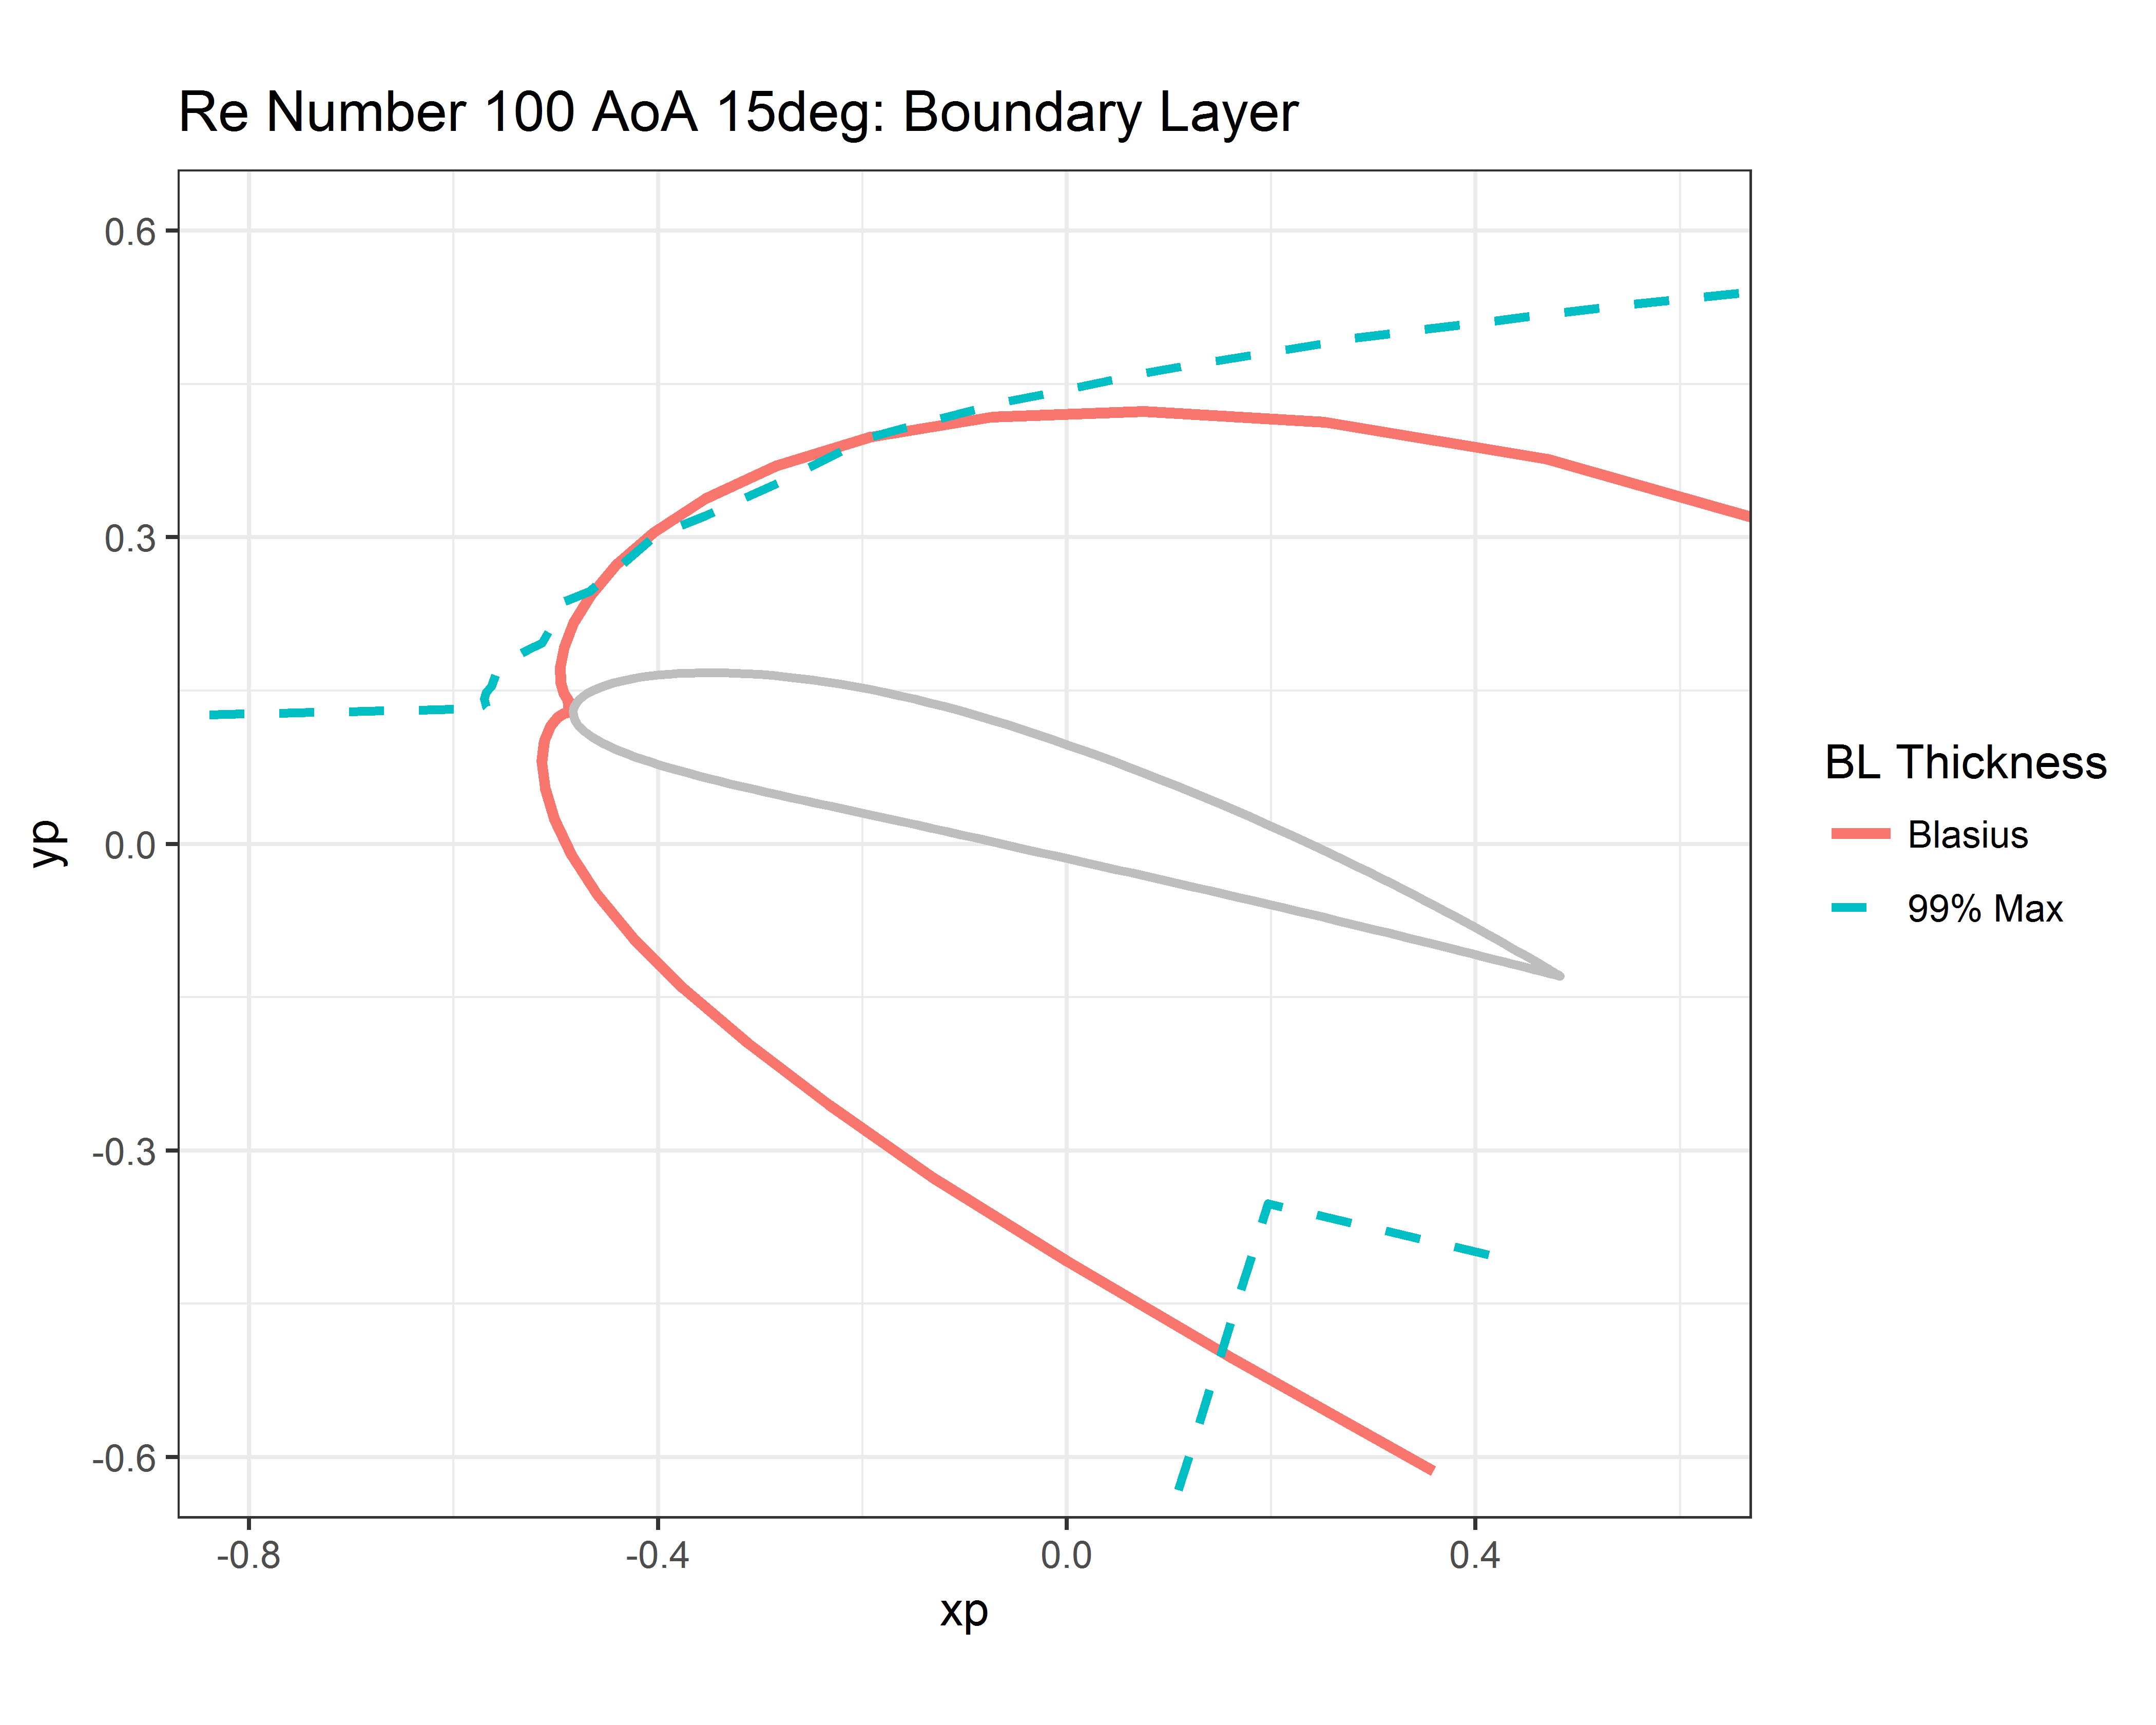 Re Number 100 AoA 15deg: Boundary Layer
yp
0.6
0.3
0.0
-0.3
-0.6
-0.8
-0.4
0.0
0.4
xp
BL Thickness
Blasius
99% Max